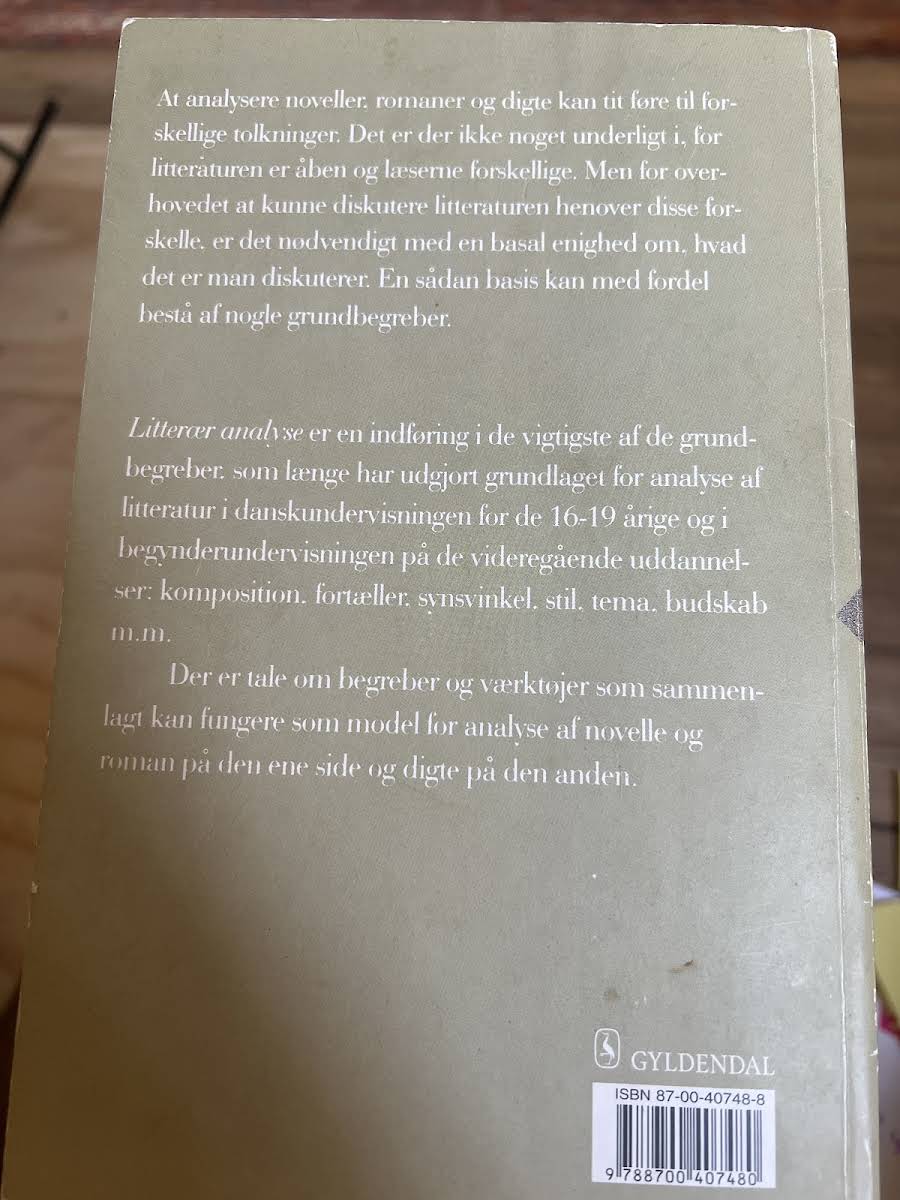 At analysere noveller, romaner og digte kan tit føre til for-
skellige tolkninger. Det er der ikke noget underligt i, for
litteraturen er åben og læserne forskellige. Men for over-
hovedet at kunne diskutere litteraturen henover disse for-
skelle, er det nødvendigt med en basal enighed om, hvad
det er man diskuterer. En sådan basis kan med fordel
bestå af nogle grundbegreber.
Litterær analyse er en indføring i de vigtigste af de grund-
begreber, som længe har udgjort grundlaget for analyse af
litteratur i danskundervisningen for de 16-19 årige og i
begynderundervisningen på de videregående uddannel-
ser: komposition, fortæller, synsvinkel, stil, tema, budskab
m.m.
Der er tale om begreber og værktøjer som sammen-
lagt kan fungere som model for analyse af novelle og
roman på den ene side og digte på den anden.
GYLDENDAL
ISBN 87-00-40748-8
9 788700 407480